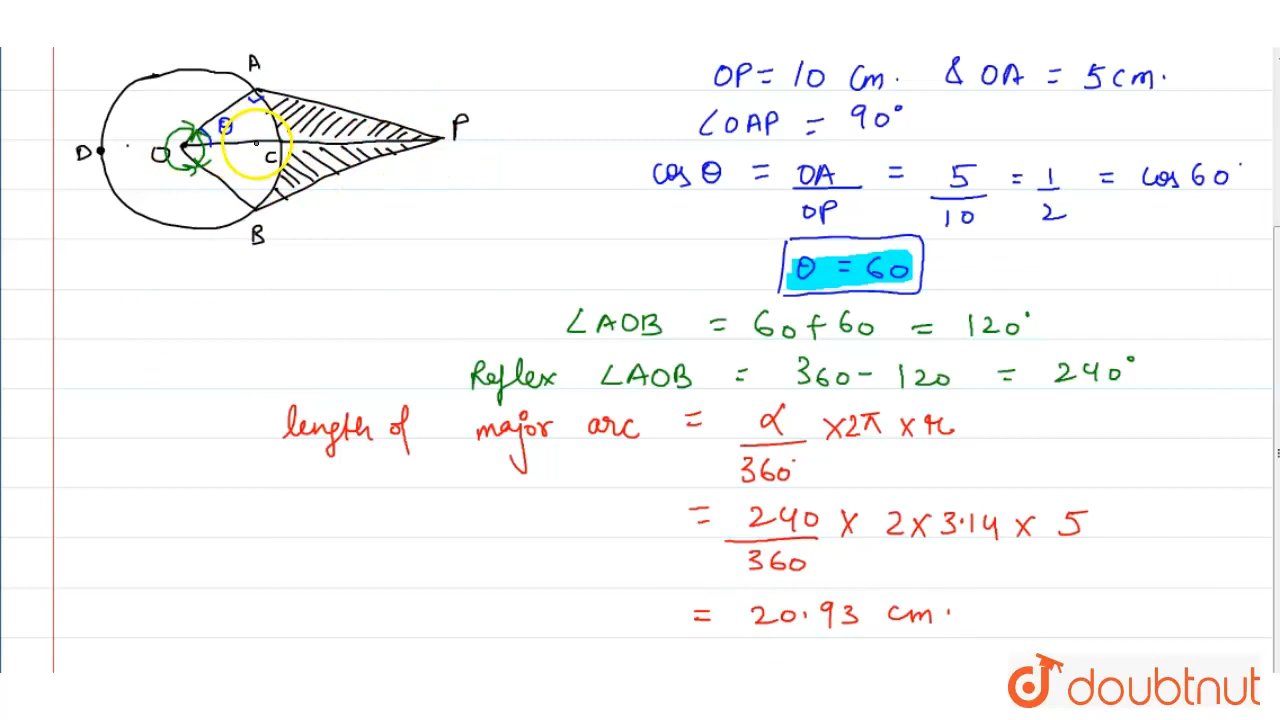 A
D
O
θ
C
P
B
OP = 10 cm. & OA = 5 cm.
∠OAP = 90°
cos θ = OA/OP = 5/10 = 1/2 = cos 60°
θ = 60
∠AOB = 60 + 60 = 120°
Reflex ∠AOB = 360 - 120 = 240°
length of major arc = α/360° × 2π × r
= 240/360 × 2 × 3.14 × 5
= 20.93 cm.
doubtnut